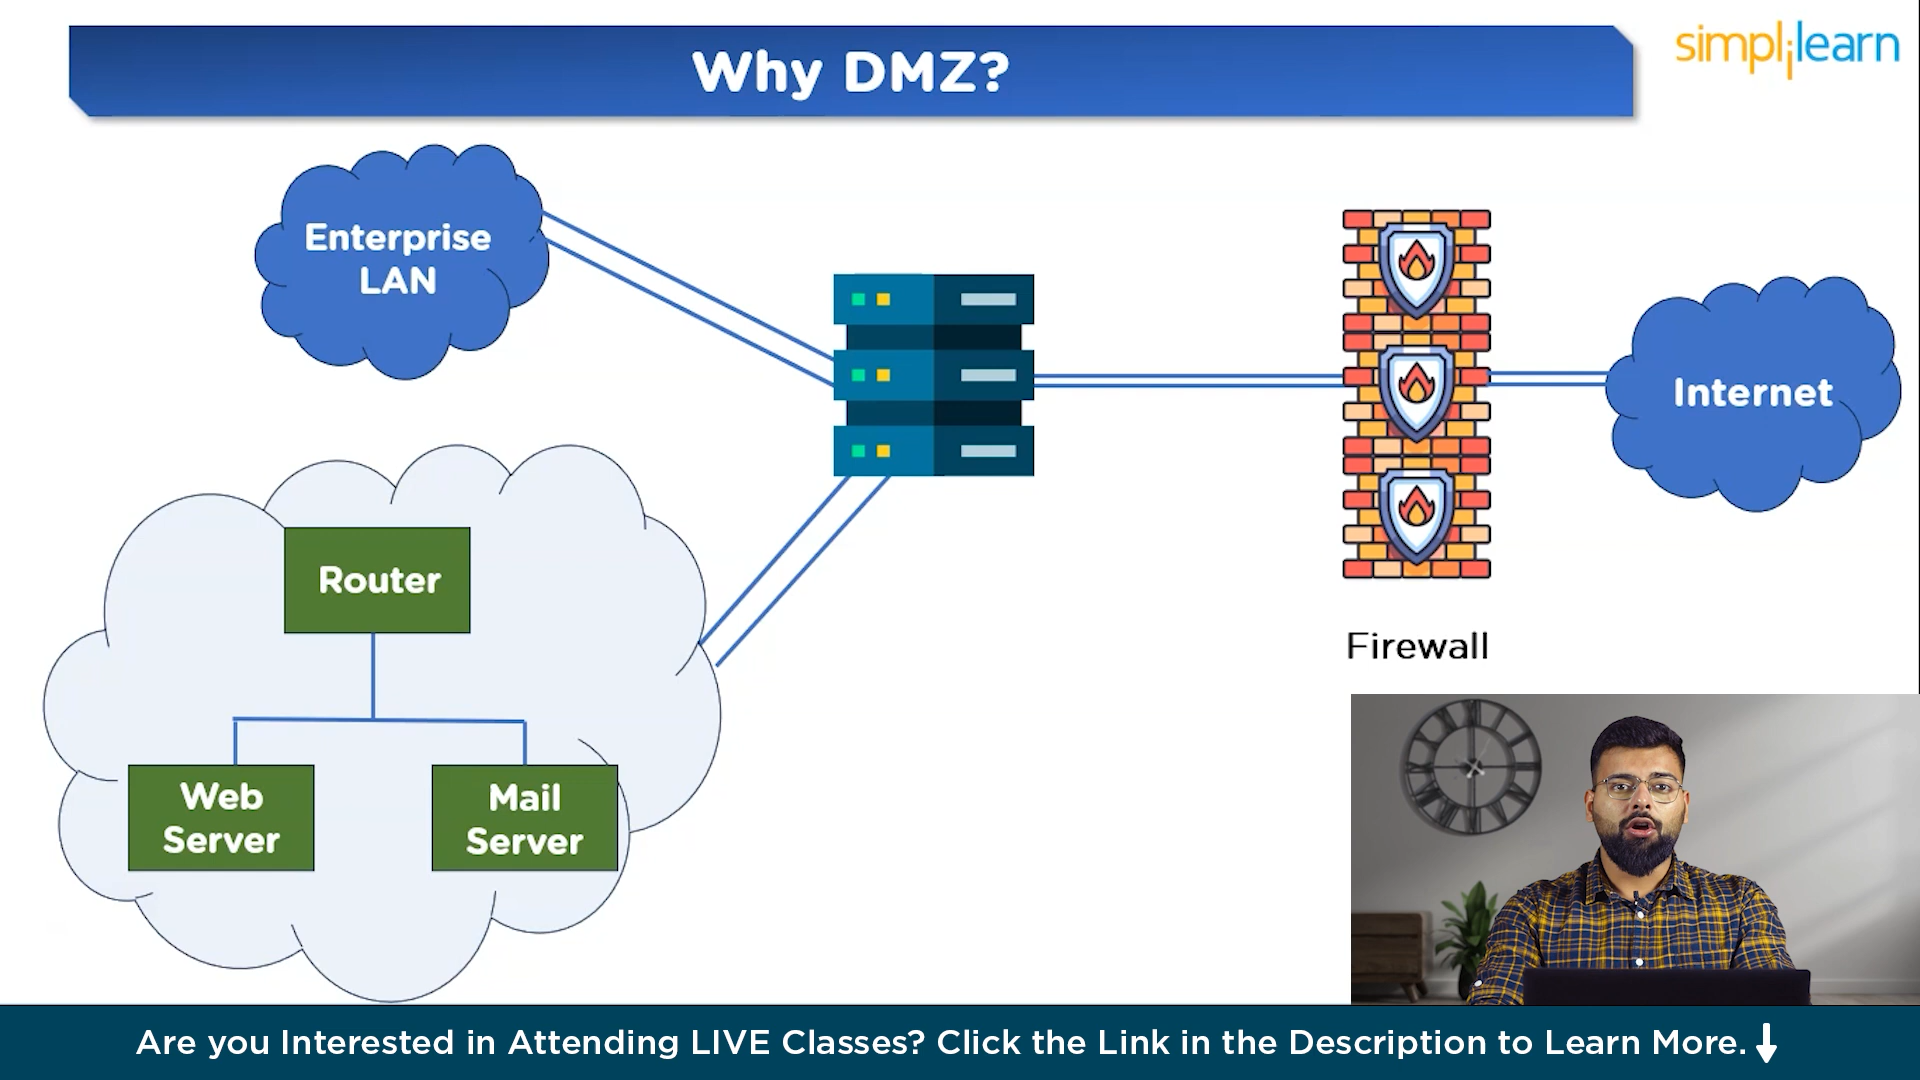 Why DMZ?
simplilearn
Enterprise
LAN
Internet
Router
Firewall
Web
Server
Mail
Server
Are you Interested in Attending LIVE Classes? Click the Link in the Description to Learn More.